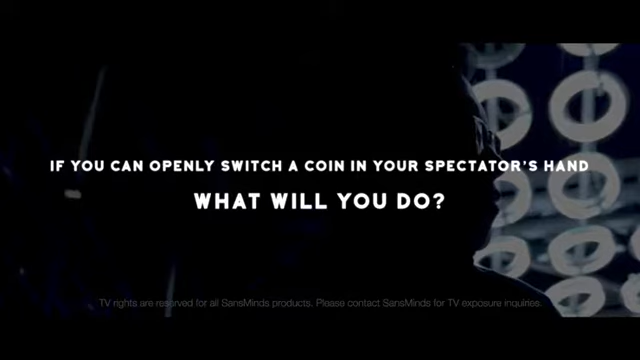 IF YOU CAN OPENLY SWITCH A COIN IN YOUR SPECTATOR'S HAND
WHAT WILL YOU DO?
TV rights are reserved for all SansMinds products. Please contact SansMinds for TV exposure inquiries.